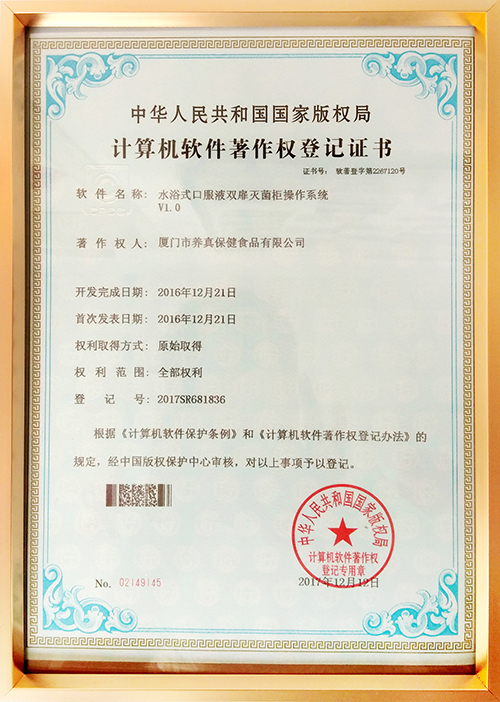 中华人民共和国国家版权局
计算机软件著作权登记证书
证书号： 软著登字第2267120号
软件名称： 水浴式口服液双扉灭菌柜操作系统
V1.0
著作权人： 厦门市养真保健食品有限公司
开发完成日期： 2016年12月21日
首次发表日期： 2016年12月21日
权利取得方式： 原始取得
权利范围： 全部权利
登记号： 2017SR681836
根据《计算机软件保护条例》和《计算机软件著作权登记办法》的
规定，经中国版权保护中心审核，对以上事项予以登记。
中华人民共和国国家版权局
计算机软件著作权
登记专用章
2017年12月12日
No. 02149145